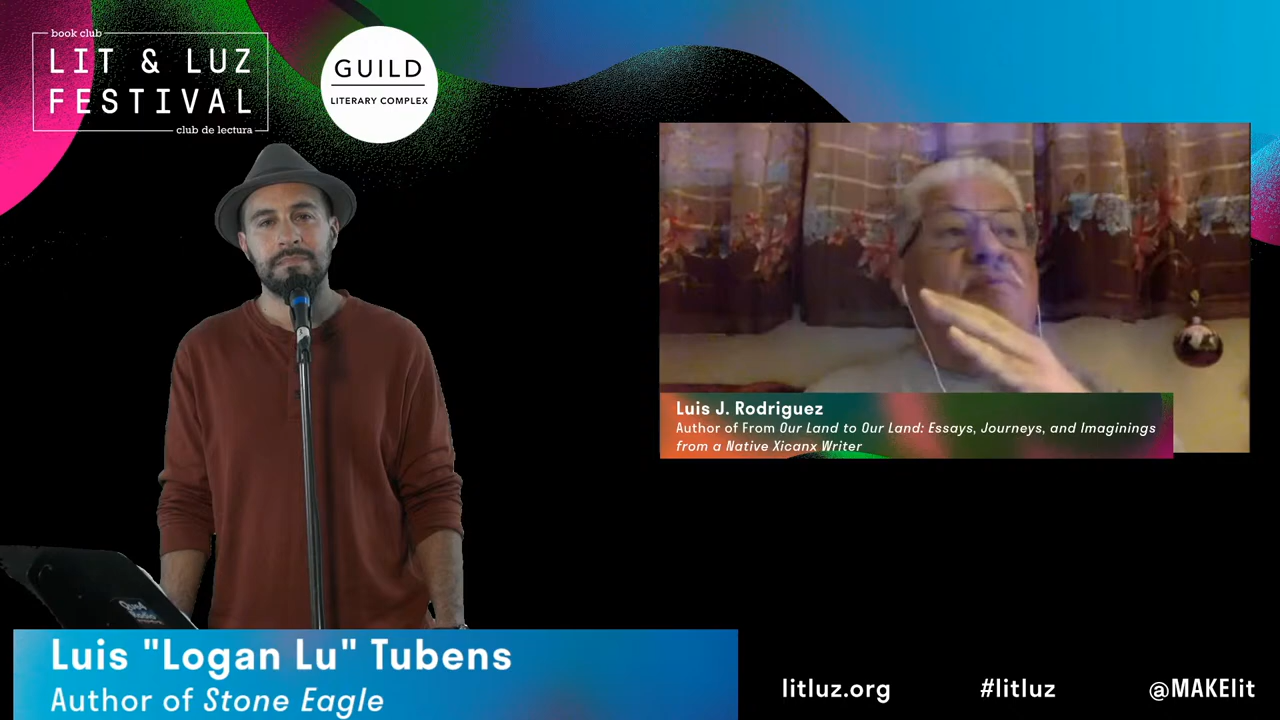 book club
LIT & LUZ
FESTIVAL
club de lectura
GUILD
LITERARY COMPLEX
Luis J. Rodriguez
Author of From Our Land to Our Land: Essays, Journeys, and Imaginings
from a Native Xicanx Writer
Luis "Logan Lu" Tubens
Author of Stone Eagle
litluz.org
#litluz
@MAKElit